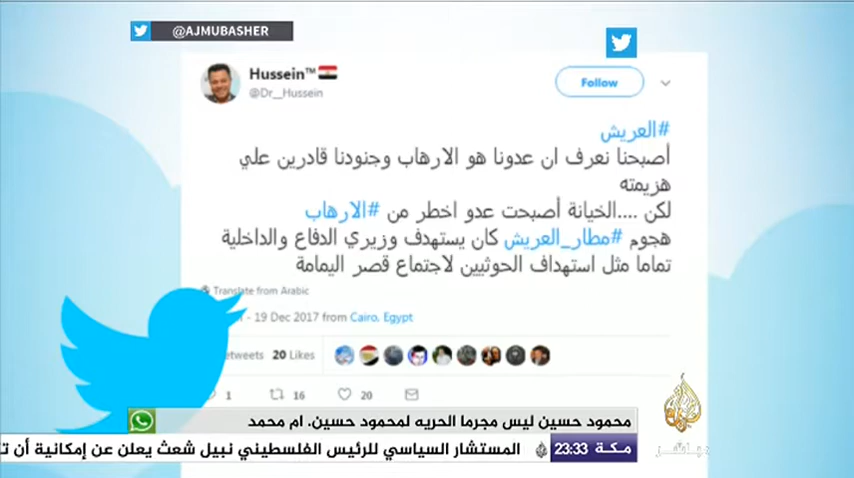 @AJMUBASHER
Hussein™
@Dr__Hussein
Follow
#العريش
أصبحنا نعرف ان عدونا هو الارهاب وجنودنا قادرين علي
هزيمته
لكن ....الخيانة أصبحت عدو اخطر من #الارهاب
هجوم #مطار_العريش كان يستهدف وزيري الدفاع والداخلية
تماما مثل استهداف الحوثيين لاجتماع قصر اليمامة
Translate from Arabic
- 19 Dec 2017 from Cairo, Egypt
20 Likes
1 16 20
محمود حسين ليس مجرما الحريه لمحمود حسين. ام محمد
مكة 23:33
المستشار السياسي للرئيس الفلسطيني نبيل شعث يعلن عن إمكانية أن